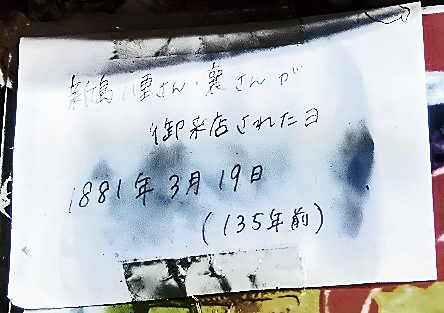 新島八重さん・襄さんが
御来店された日
1881年3月19日
(135年前)